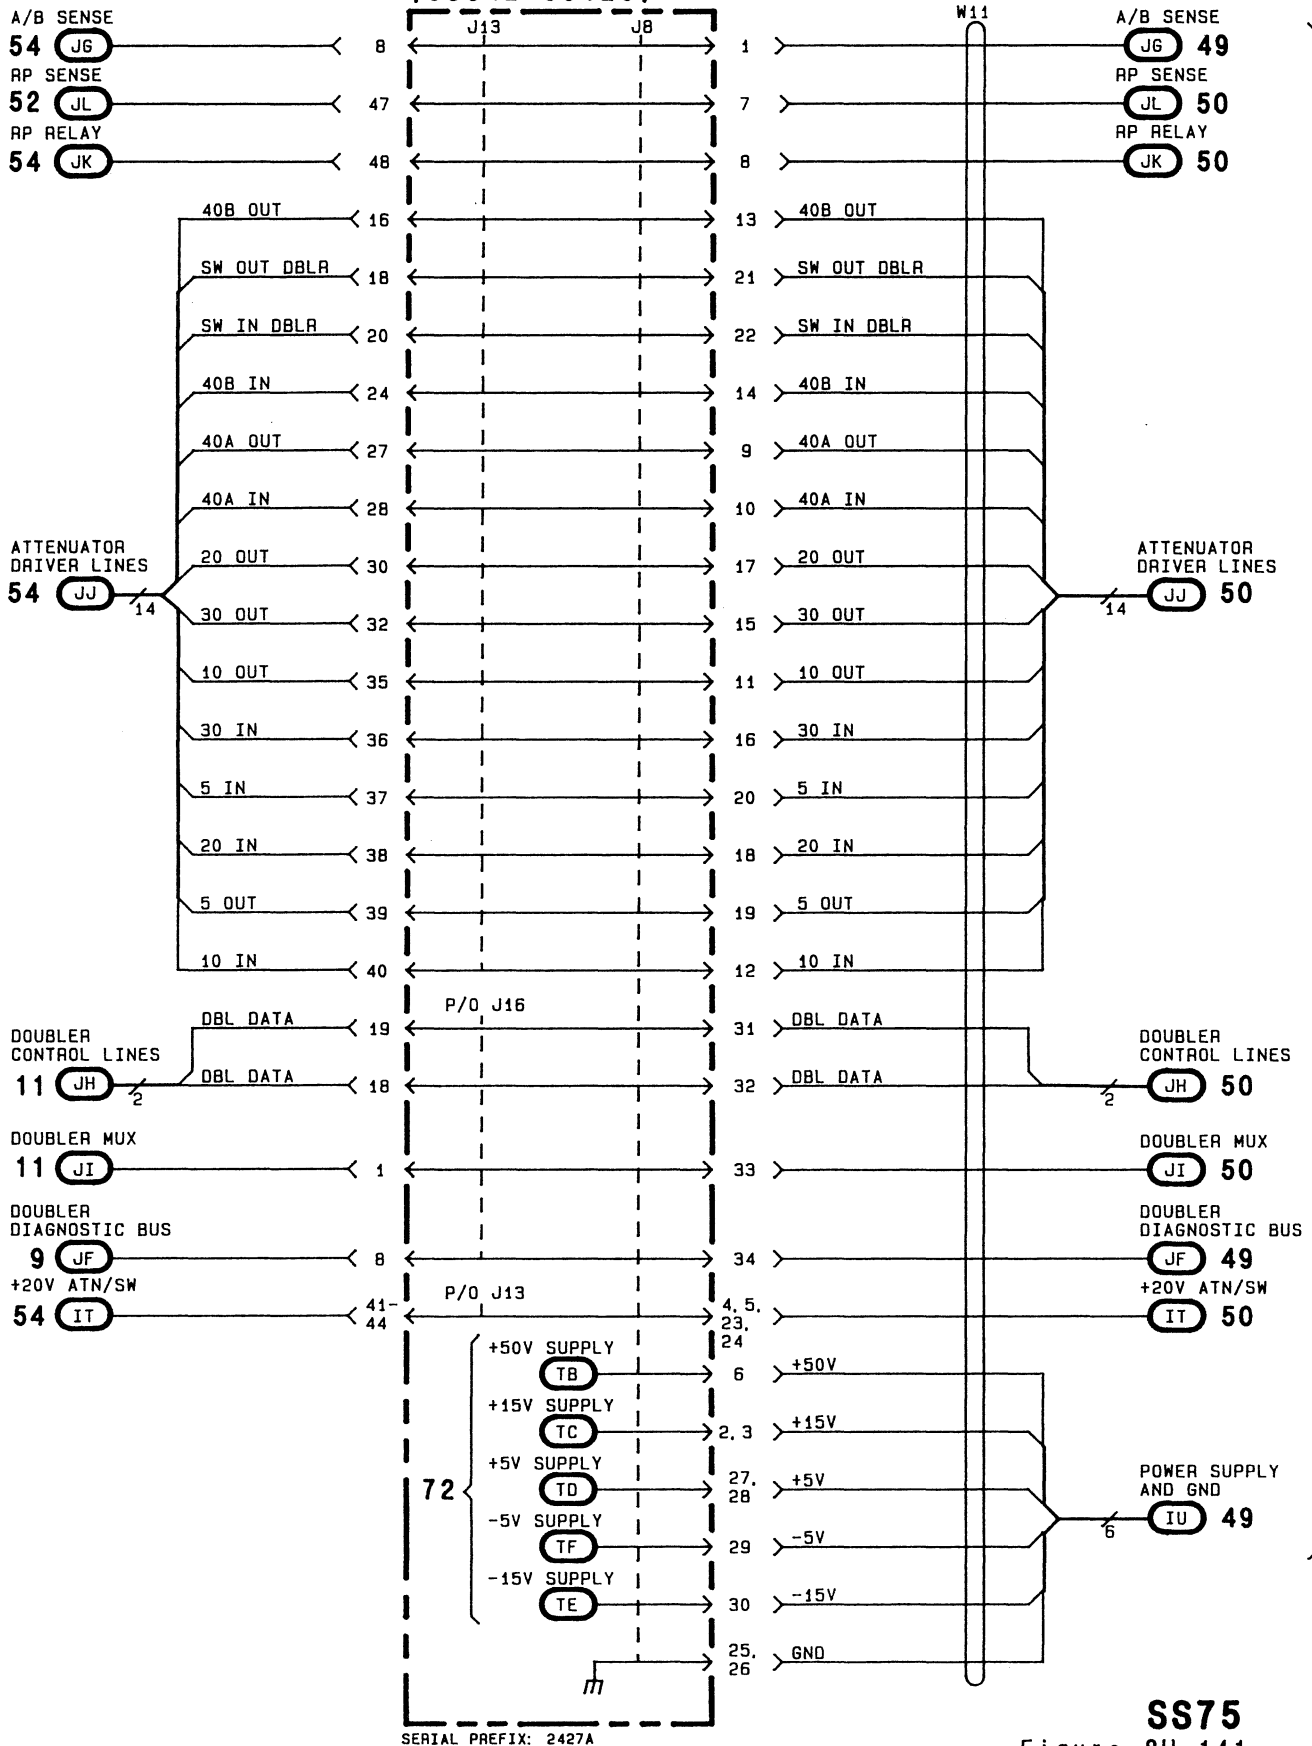 J13 J8 W11
A/B SENSE A/B SENSE
54 JG 8 1 JG 49
RP SENSE RP SENSE
52 JL 47 7 JL 50
RP RELAY RP RELAY
54 JK 48 8 JK 50
40B OUT 16 13 40B OUT
SW OUT DBLR 18 21 SW OUT DBLR
SW IN DBLR 20 22 SW IN DBLR
40B IN 24 14 40B IN
40A OUT 27 9 40A OUT
40A IN 28 10 40A IN
ATTENUATOR ATTENUATOR
DRIVER LINES 20 OUT 30 17 20 OUT DRIVER LINES
54 JJ 14 14 JJ 50
30 OUT 32 15 30 OUT
10 OUT 35 11 10 OUT
30 IN 36 16 30 IN
5 IN 37 20 5 IN
20 IN 38 18 20 IN
5 OUT 39 19 5 OUT
10 IN 40 12 10 IN
P/O J16
DBL DATA 19 31 DBL DATA
DOUBLER DOUBLER
CONTROL LINES CONTROL LINES
11 JH 2 DBL DATA 18 32 DBL DATA 2 JH 50
DOUBLER MUX DOUBLER MUX
11 JI 1 33 JI 50
DOUBLER DOUBLER
DIAGNOSTIC BUS DIAGNOSTIC BUS
9 JF 8 34 JF 49
+20V ATN/SW P/O J13 +20V ATN/SW
54 IT 41-44 4, 5, 23, 24 IT 50
+50V SUPPLY
TB 6 +50V
+15V SUPPLY
TC 2, 3 +15V
+5V SUPPLY POWER SUPPLY
72 TD 27, 28 +5V AND GND
-5V SUPPLY 6 IU 49
TF 29 -5V
-15V SUPPLY
TE 30 -15V
25, 26 GND
SS75
SERIAL PREFIX: 2427A